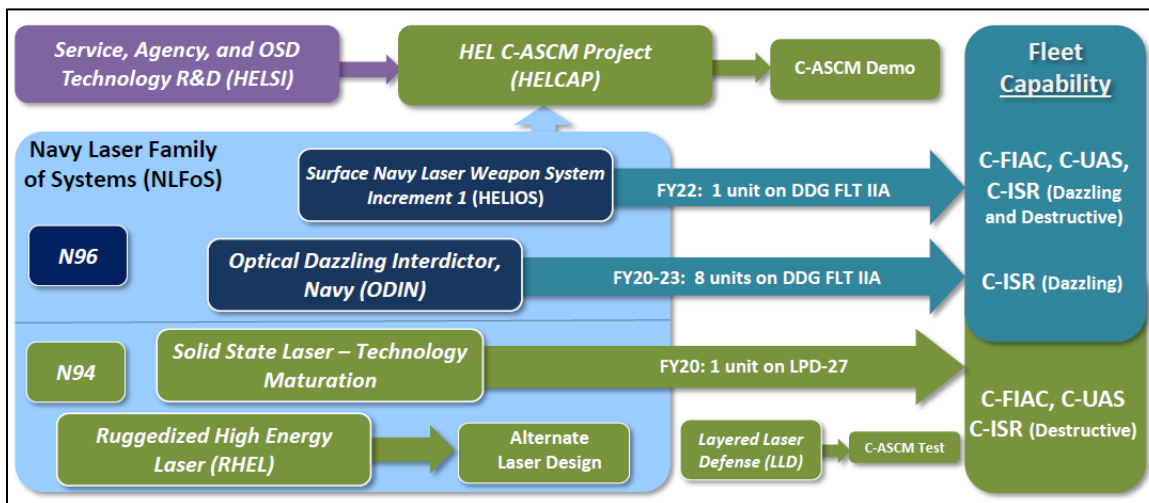 Service, Agency, and OSD
Technology R&D (HELSI)
HEL C-ASCM Project
(HELCAP)
C-ASCM Demo
Fleet
Capability
Navy Laser Family
of Systems (NLFoS)
Surface Navy Laser Weapon System
Increment 1 (HELIOS)
FY22: 1 unit on DDG FLT IIA
C-FIAC, C-UAS,
C-ISR (Dazzling
and Destructive)
N96
Optical Dazzling Interdictor,
Navy (ODIN)
FY20-23: 8 units on DDG FLT IIA
C-ISR (Dazzling)
N94
Solid State Laser – Technology
Maturation
FY20: 1 unit on LPD-27
C-FIAC, C-UAS
C-ISR (Destructive)
Ruggedized High Energy
Laser (RHEL)
Alternate
Laser Design
Layered Laser
Defense (LLD)
C-ASCM Test